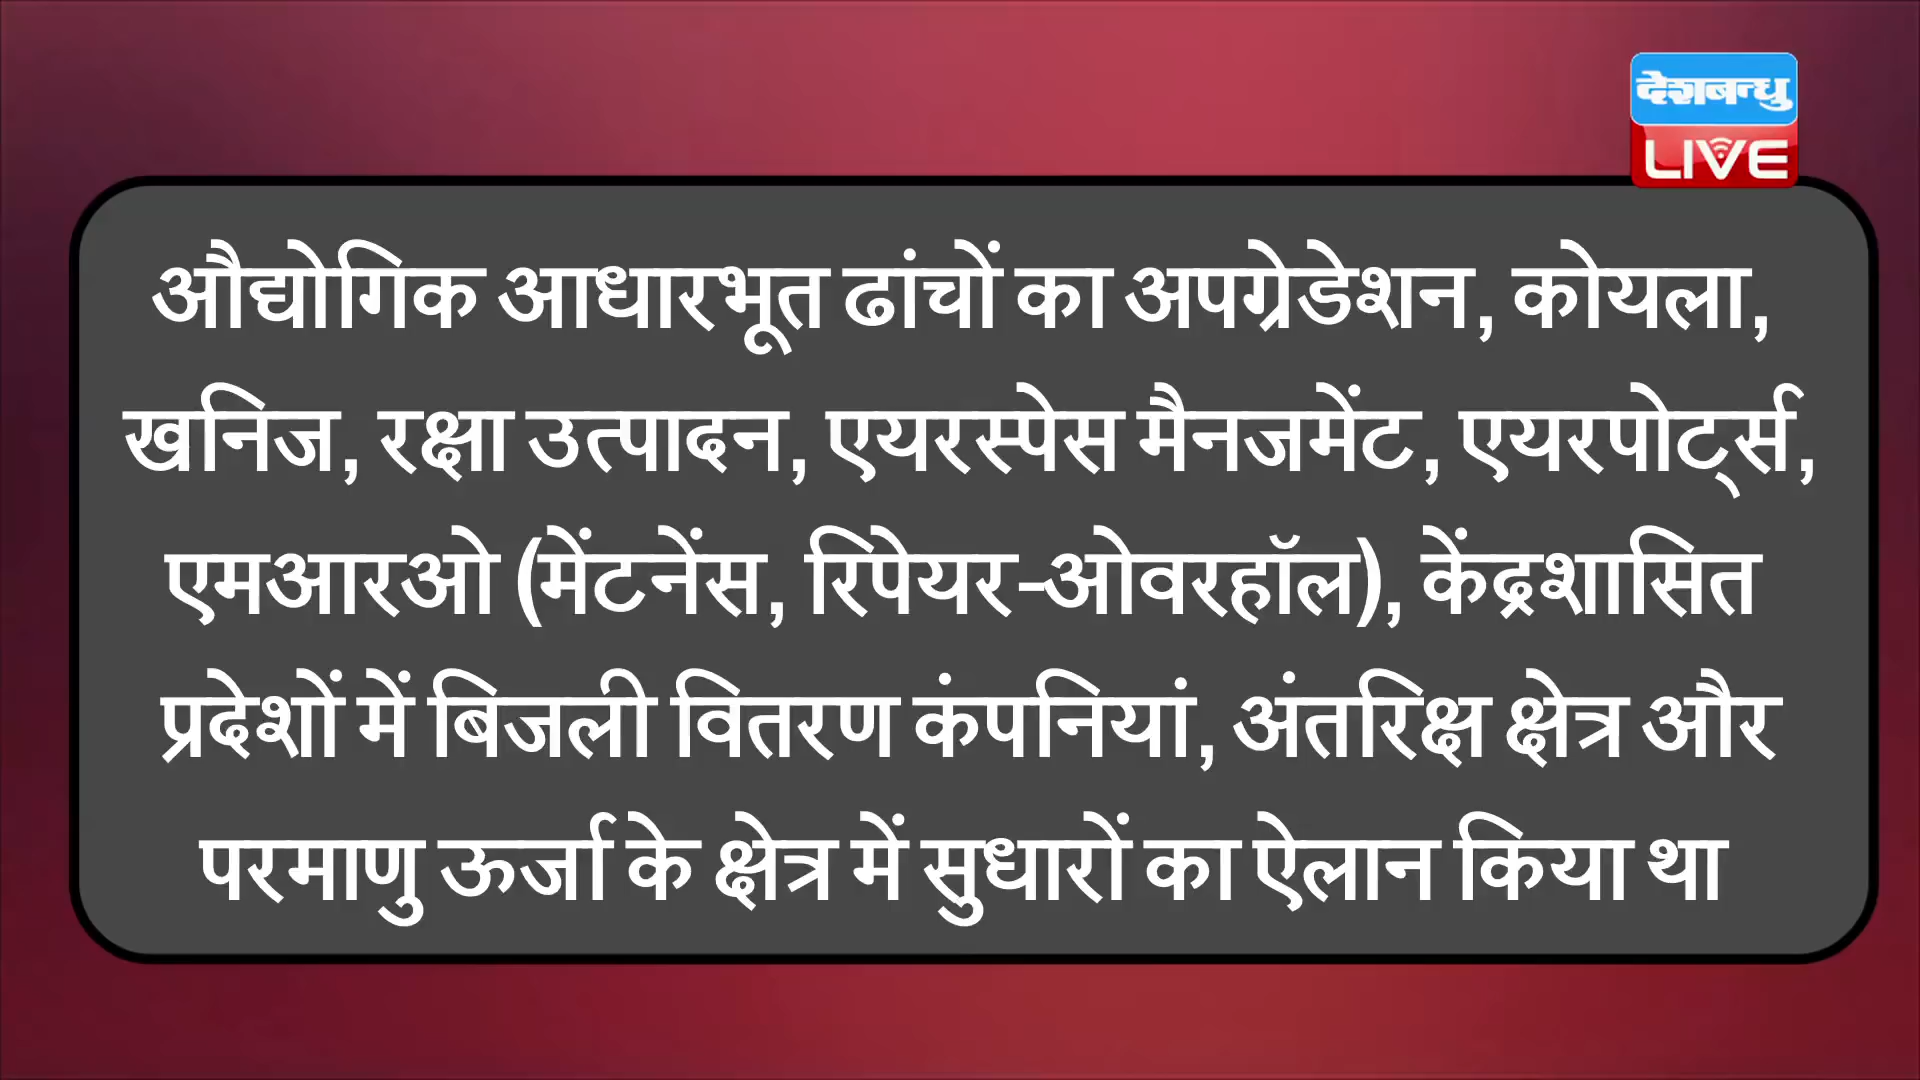 देशबन्धु
LIVE
औद्योगिक आधारभूत ढांचों का अपग्रेडेशन, कोयला,
खनिज, रक्षा उत्पादन, एयरस्पेस मैनजमेंट, एयरपोर्ट्स,
एमआरओ (मेंटनेंस, रिपेयर-ओवरहॉल), केंद्रशासित
प्रदेशों में बिजली वितरण कंपनियां, अंतरिक्ष क्षेत्र और
परमाणु ऊर्जा के क्षेत्र में सुधारों का ऐलान किया था